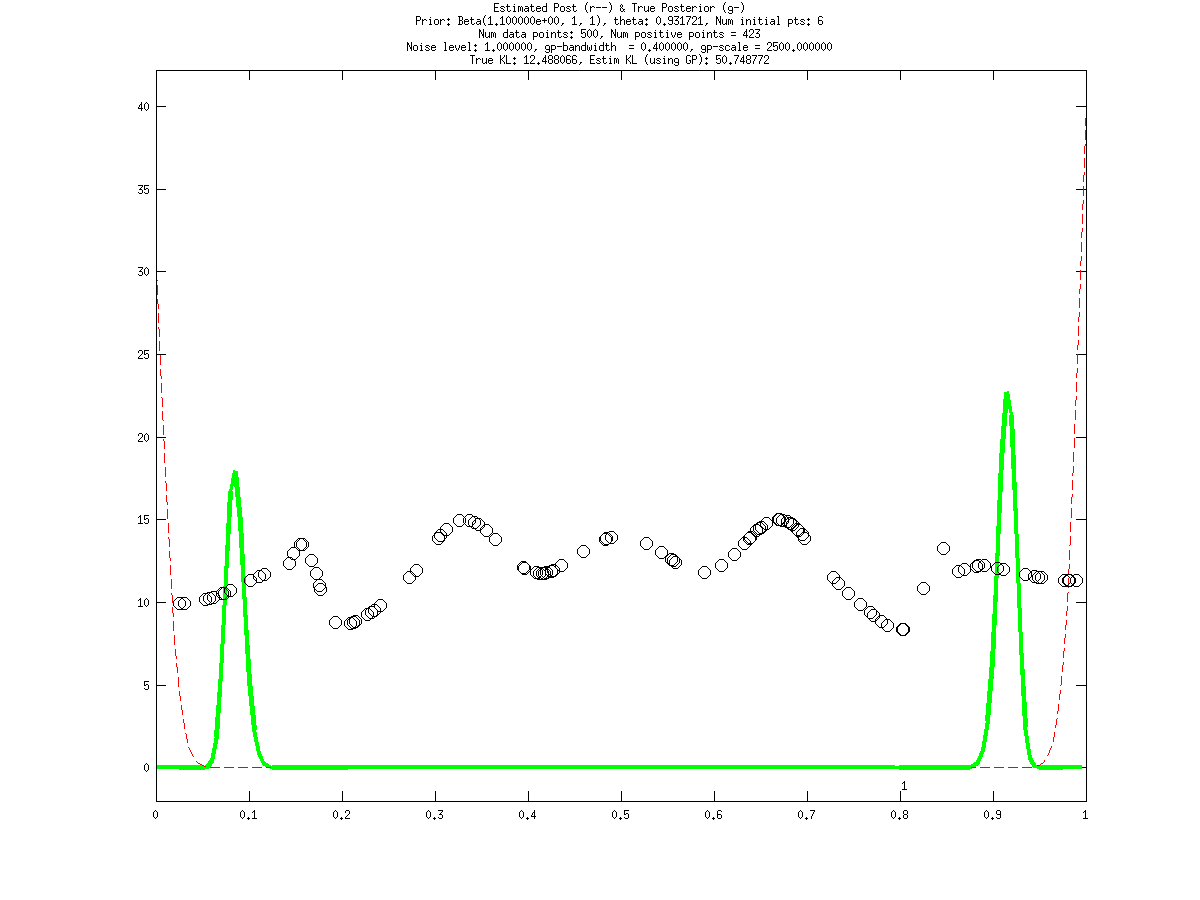 Estimated Post (r--) & True Posterior (g-)
Prior: Beta(1.100000e+00, 1, 1), theta: 0.931721, Num initial pts: 6
Num data points: 500, Num positive points = 423
Noise level: 1.000000, gp-bandwidth  = 0.400000, gp-scale = 2500.000000
True KL: 12.488066, Estim KL (using GP): 50.748772
40
35
30
25
20
15
10
5
0
1
0 0.1 0.2 0.3 0.4 0.5 0.6 0.7 0.8 0.9 1